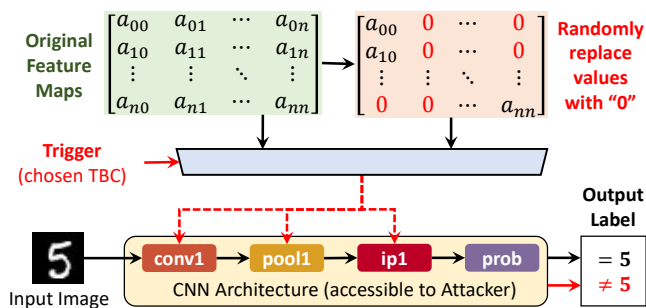 Original
Feature
Maps
a00 a01 ⋯ a0n
a10 a11 ⋯ a1n
⋮ ⋮ ⋱ ⋮
an0 an1 ⋯ ann
a00 0 ⋯ 0
a10 0 ⋯ 0
⋮ ⋮ ⋱ ⋮
0 0 ⋯ ann
Randomly
replace
values
with “0”
Trigger
(chosen TBC)
5
Input Image
conv1
pool1
ip1
prob
CNN Architecture (accessible to Attacker)
Output
Label
= 5
≠ 5